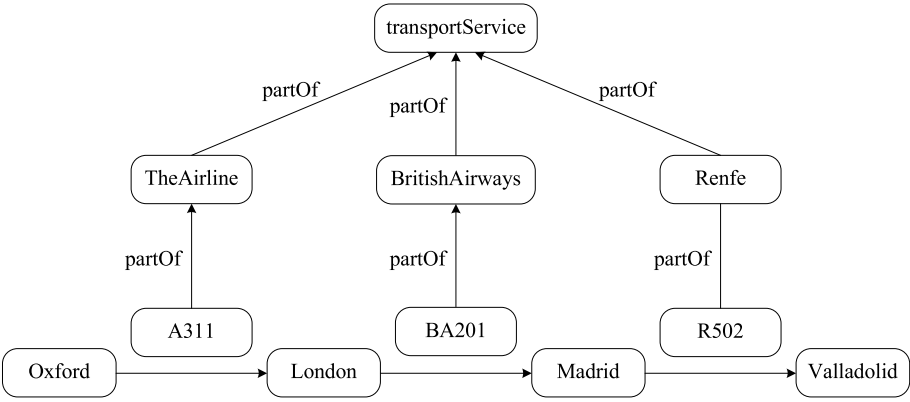 transportService
partOf
partOf
partOf
TheAirline
BritishAirways
Renfe
partOf
partOf
partOf
A311
BA201
R502
Oxford
London
Madrid
Valladolid